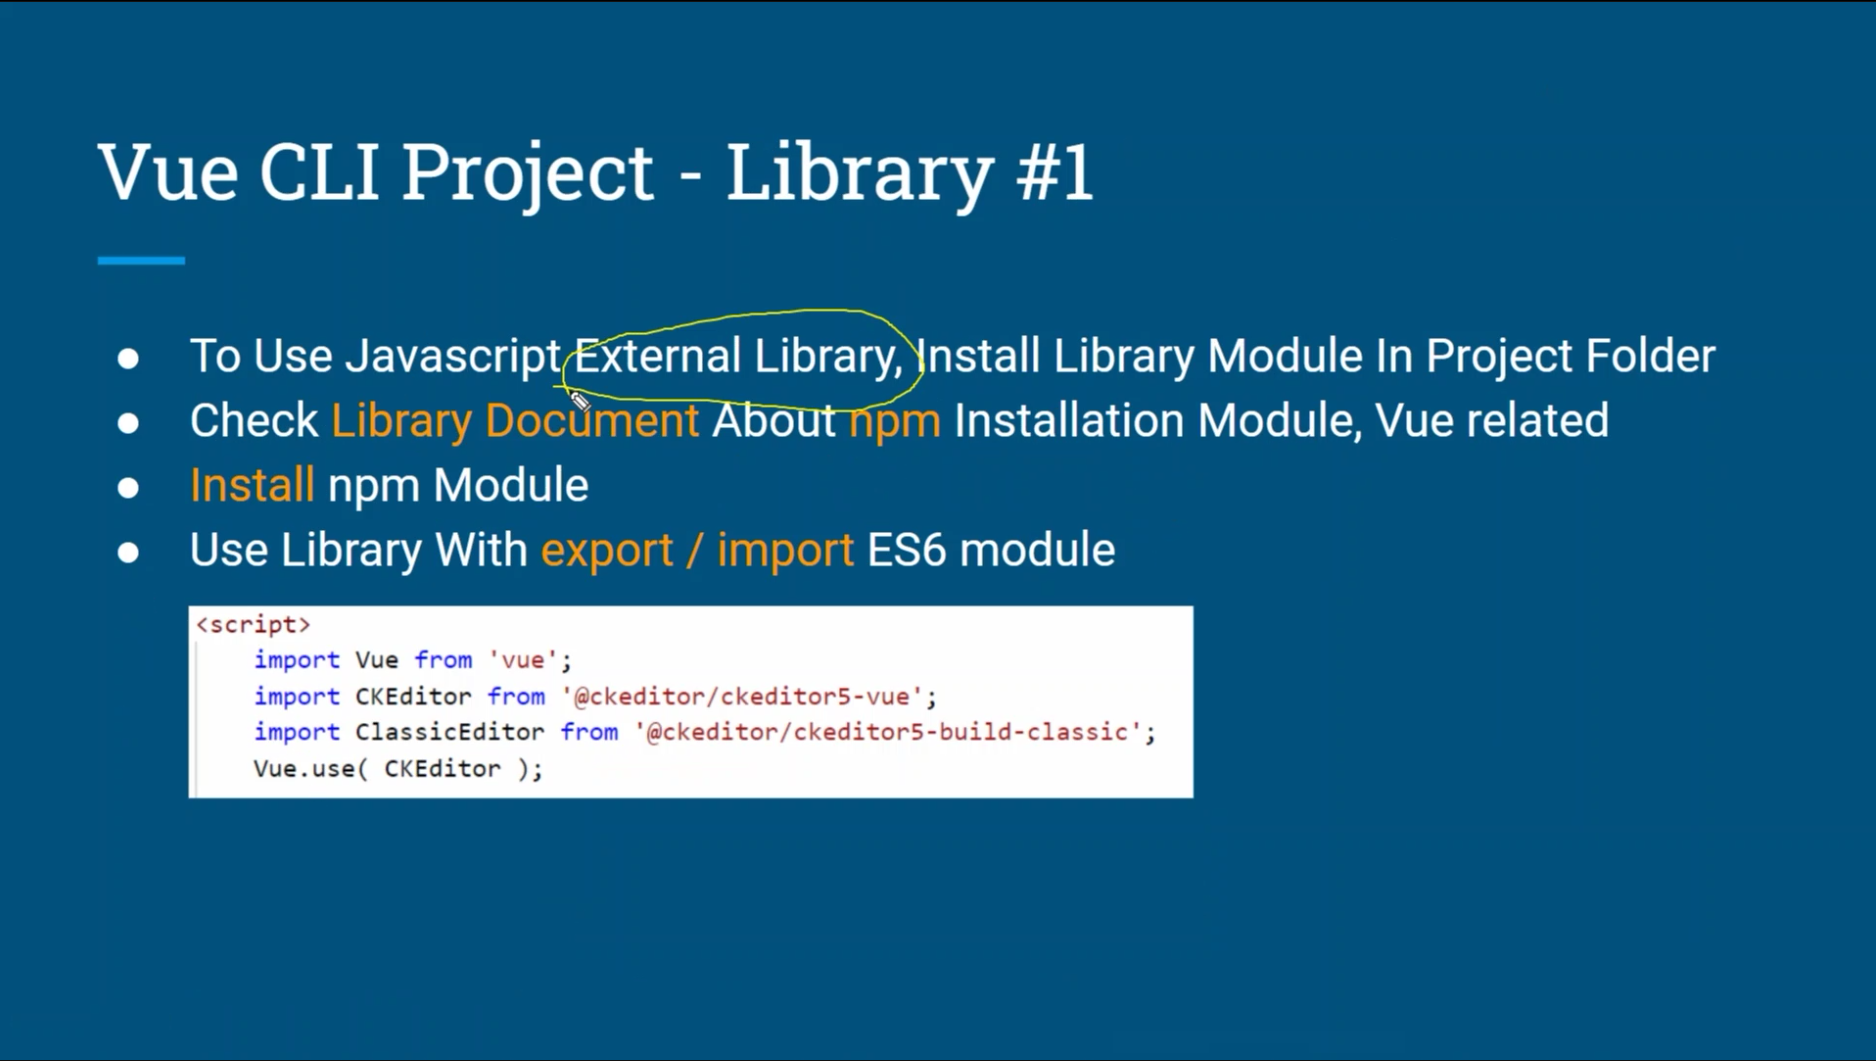 Vue CLI Project - Library #1
● To Use Javascript External Library, Install Library Module In Project Folder
● Check Library Document About npm Installation Module, Vue related
● Install npm Module
● Use Library With export / import ES6 module
<script>
import Vue from 'vue';
import CKEditor from '@ckeditor/ckeditor5-vue';
import ClassicEditor from '@ckeditor/ckeditor5-build-classic';
Vue.use( CKEditor );